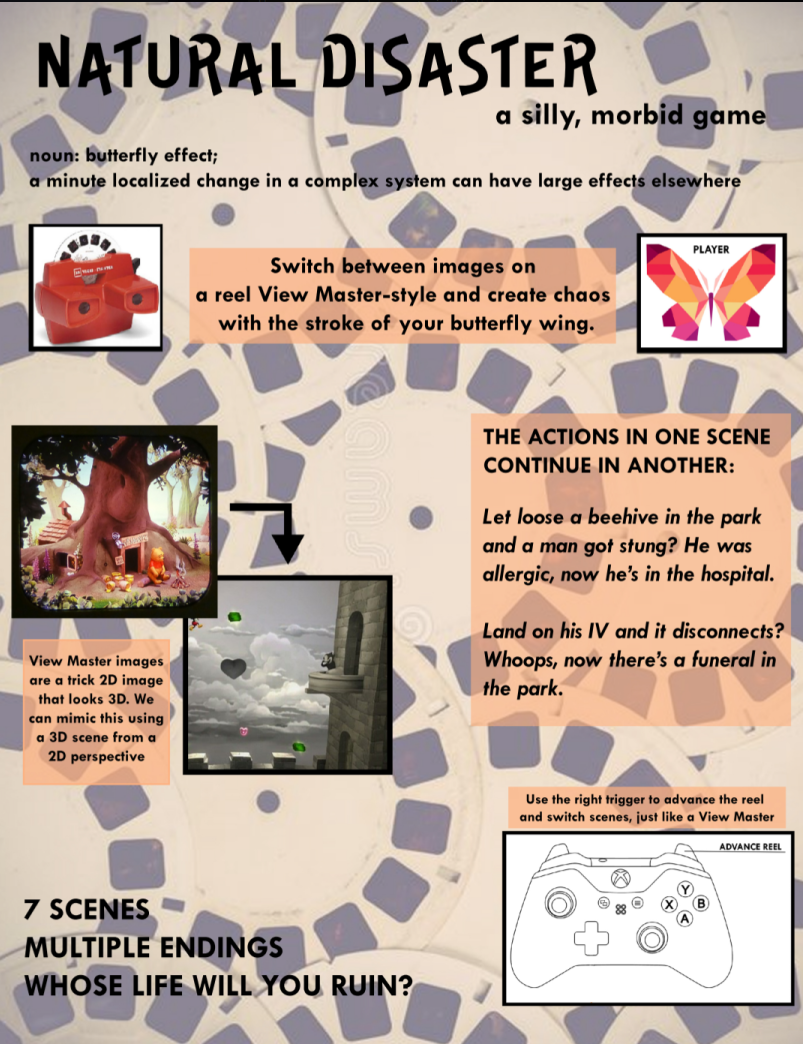 NATURAL DISASTER
a silly, morbid game
noun: butterfly effect;
a minute localized change in a complex system can have large effects elsewhere
Switch between images on
a reel View Master-style and create chaos
with the stroke of your butterfly wing.
PLAYER
THE ACTIONS IN ONE SCENE
CONTINUE IN ANOTHER:
Let loose a beehive in the park
and a man got stung? He was
allergic, now he's in the hospital.
Land on his IV and it disconnects?
Whoops, now there's a funeral in
the park.
View Master images
are a trick 2D image
that looks 3D. We
can mimic this using
a 3D scene from a
2D perspective
Use the right trigger to advance the reel
and switch scenes, just like a View Master
ADVANCE REEL
Y
X
B
A
7 SCENES
MULTIPLE ENDINGS
WHOSE LIFE WILL YOU RUIN?